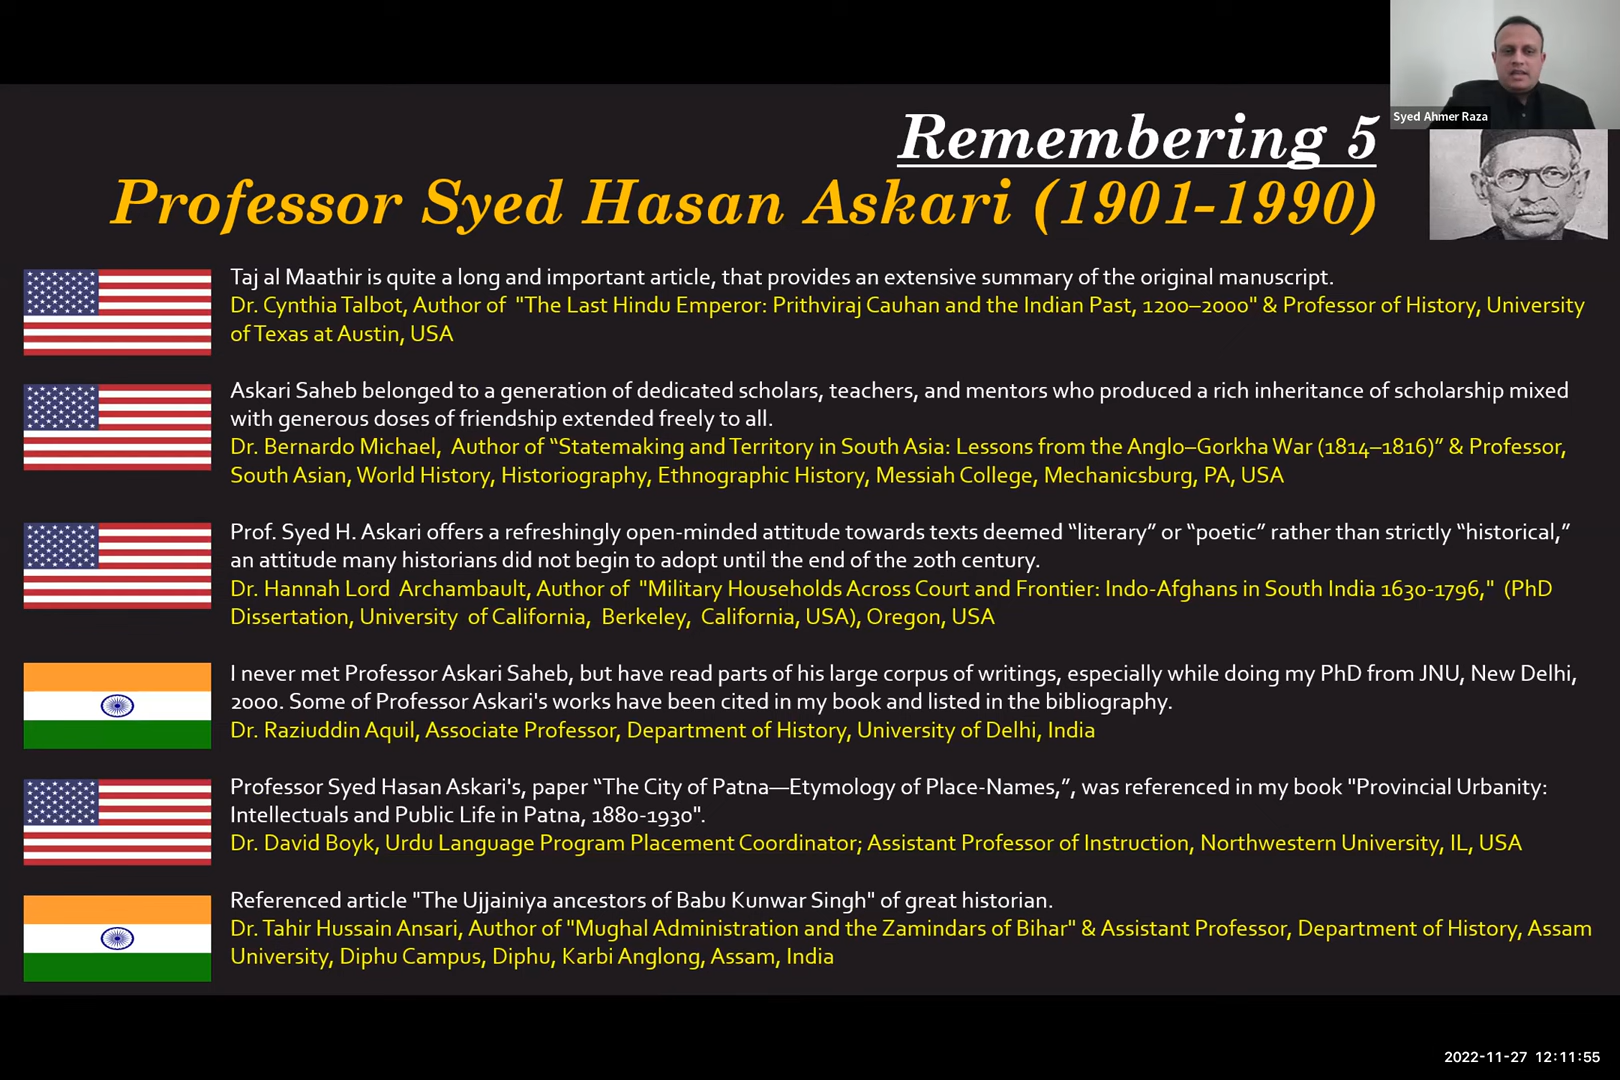 Syed Ahmer Raza
Remembering 5
Professor Syed Hasan Askari (1901-1990)
Taj al Maathir is quite a long and important article, that provides an extensive summary of the original manuscript.
Dr. Cynthia Talbot, Author of "The Last Hindu Emperor: Prithviraj Cauhan and the Indian Past, 1200–2000" & Professor of History, University
of Texas at Austin, USA
Askari Saheb belonged to a generation of dedicated scholars, teachers, and mentors who produced a rich inheritance of scholarship mixed
with generous doses of friendship extended freely to all.
Dr. Bernardo Michael, Author of “Statemaking and Territory in South Asia: Lessons from the Anglo–Gorkha War (1814–1816)” & Professor,
South Asian, World History, Historiography, Ethnographic History, Messiah College, Mechanicsburg, PA, USA
Prof. Syed H. Askari offers a refreshingly open-minded attitude towards texts deemed “literary” or “poetic” rather than strictly “historical,”
an attitude many historians did not begin to adopt until the end of the 20th century.
Dr. Hannah Lord Archambault, Author of "Military Households Across Court and Frontier: Indo-Afghans in South India 1630-1796," (PhD
Dissertation, University of California, Berkeley, California, USA), Oregon, USA
I never met Professor Askari Saheb, but have read parts of his large corpus of writings, especially while doing my PhD from JNU, New Delhi,
2000. Some of Professor Askari's works have been cited in my book and listed in the bibliography.
Dr. Raziuddin Aquil, Associate Professor, Department of History, University of Delhi, India
Professor Syed Hasan Askari's, paper “The City of Patna—Etymology of Place-Names,”, was referenced in my book "Provincial Urbanity:
Intellectuals and Public Life in Patna, 1880-1930".
Dr. David Boyk, Urdu Language Program Placement Coordinator; Assistant Professor of Instruction, Northwestern University, IL, USA
Referenced article "The Ujjainiya ancestors of Babu Kunwar Singh" of great historian.
Dr. Tahir Hussain Ansari, Author of "Mughal Administration and the Zamindars of Bihar" & Assistant Professor, Department of History, Assam
University, Diphu Campus, Diphu, Karbi Anglong, Assam, India
2022-11-27 12:11:55